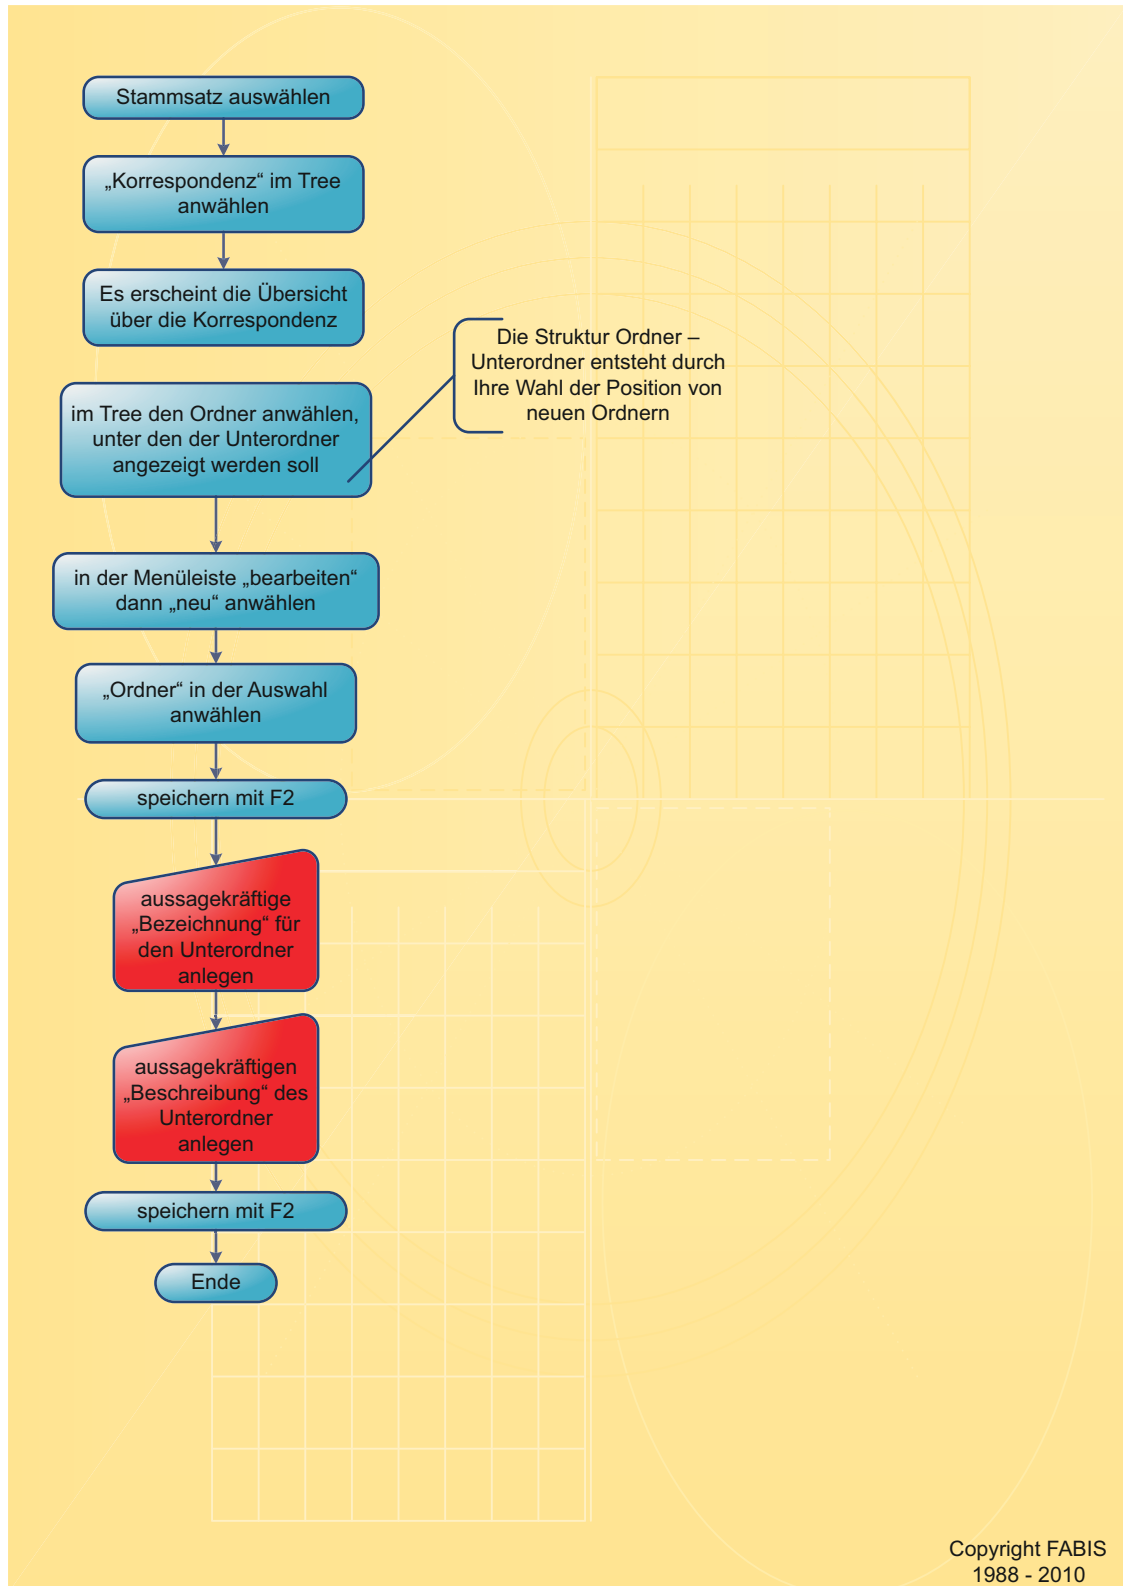 Stammsatz auswählen
„Korrespondenz“ im Tree
anwählen
Es erscheint die Übersicht
über die Korrespondenz
Die Struktur Ordner –
Unterordner entsteht durch
Ihre Wahl der Position von
neuen Ordnern
im Tree den Ordner anwählen,
unter den der Unterordner
angezeigt werden soll
in der Menüleiste „bearbeiten“
dann „neu“ anwählen
„Ordner“ in der Auswahl
anwählen
speichern mit F2
aussagekräftige
„Bezeichnung“ für
den Unterordner
anlegen
aussagekräftigen
„Beschreibung“ des
Unterordner
anlegen
speichern mit F2
Ende
Copyright FABIS
1988 - 2010